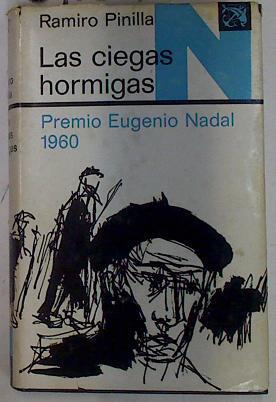 Ramiro Pinilla
Las ciegas
hormigas
N
Premio Eugenio Nadal
1960